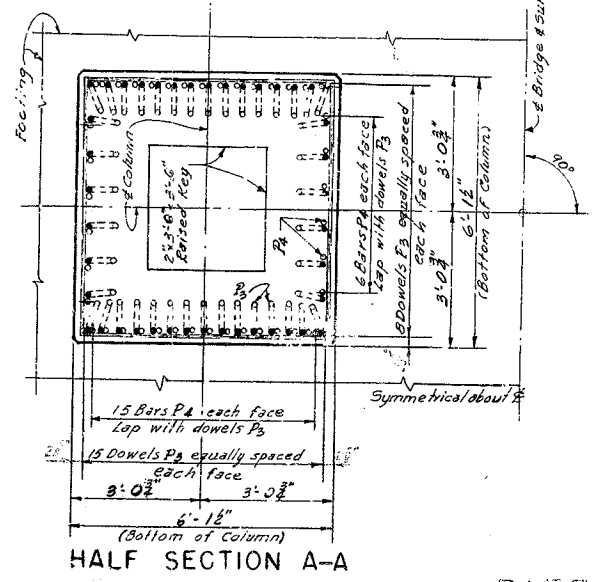 Footing
¢ Bridge & Sur
90°
¢ Column
2"x3'-0"x3'-6"
Raised Key
P4
P3
6 Bars P4 each face
Lap with dowels P3
8 Dowels P3 equally spaced
each face
3'-0¾"
3'-0¾"
6'-1½"
(Bottom of Column)
Symmetrical about ¢
15 Bars P4 each face
Lap with dowels P3
15 Dowels P3 equally spaced
each face
3'-0¾"
3'-0¾"
6'-1½"
(Bottom of Column)
HALF SECTION A-A